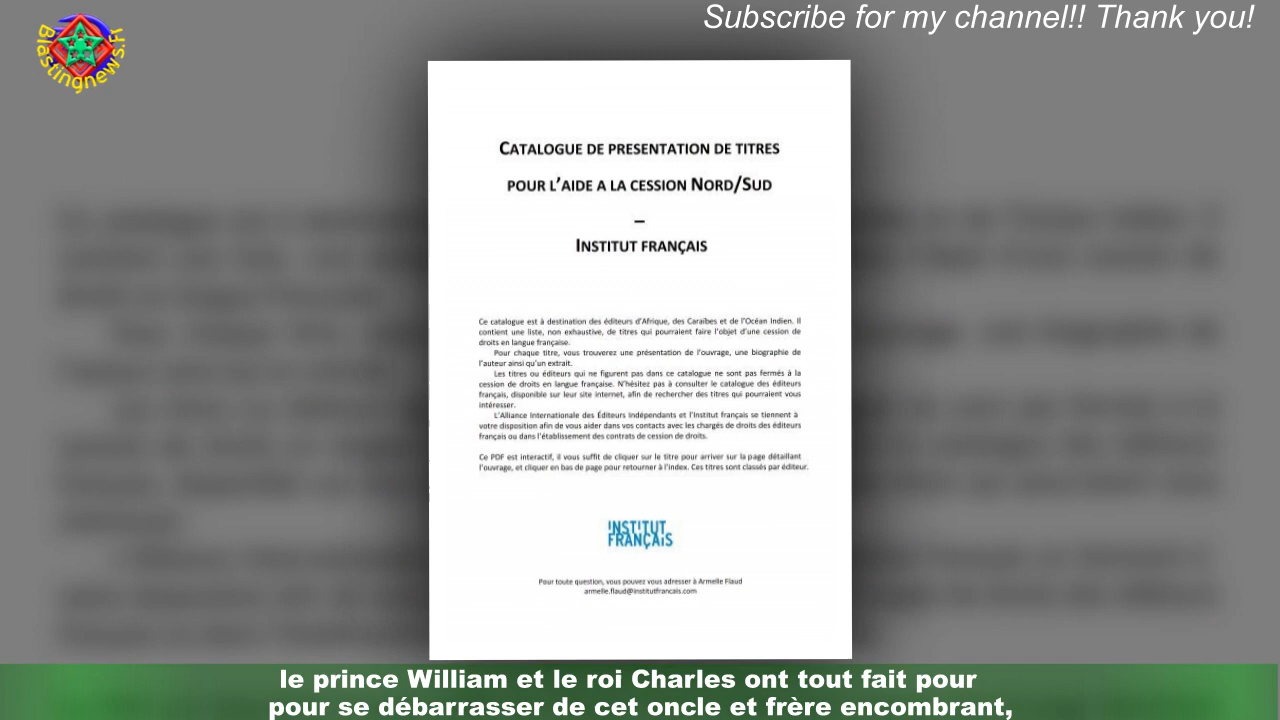 Subscribe for my channel!! Thank you!
Blastingnews.Fr
CATALOGUE DE PRESENTATION DE TITRES
POUR L'AIDE A LA CESSION NORD/SUD
–
INSTITUT FRANÇAIS
Ce catalogue est à destination des éditeurs d'Afrique, des Caraïbes et de l'Océan Indien. Il
contient une liste, non exhaustive, de titres qui pourraient faire l'objet d'une cession de
droits en langue française.
Pour chaque titre, vous trouverez une présentation de l'ouvrage, une biographie de
l'auteur ainsi qu'un extrait.
Les titres ou éditeurs qui ne figurent pas dans ce catalogue ne sont pas fermés à la
cession de droits en langue française. N'hésitez pas à consulter le catalogue des éditeurs
français, disponible sur leur site internet, afin de rechercher des titres qui pourraient vous
intéresser.
L'Alliance Internationale des Éditeurs Indépendants et l'Institut français se tiennent à
votre disposition afin de vous aider dans vos contacts avec les chargés de droits des éditeurs
français ou dans l'établissement des contrats de cession de droits.
Ce PDF est interactif, il vous suffit de cliquer sur le titre pour arriver sur la page détaillant
l'ouvrage, et cliquer en bas de page pour retourner à l'index. Ces titres sont classés par éditeur.
INSTITUT
FRANÇAIS
Pour toute question, vous pouvez vous adresser à Armelle Flaud
armelle.flaud@institutfrancais.com
le prince William et le roi Charles ont tout fait pour
pour se débarrasser de cet oncle et frère encombrant,